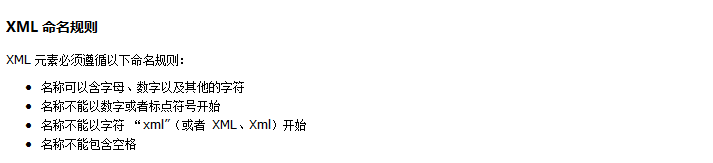 XML 命名规则
XML 元素必须遵循以下命名规则：
• 名称可以含字母、数字以及其他的字符
• 名称不能以数字或者标点符号开始
• 名称不能以字符 “xml”（或者 XML、Xml）开始
• 名称不能包含空格